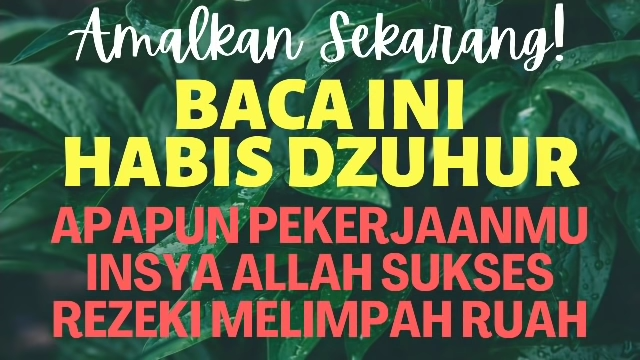 Amalkan Sekarang!
BACA INI
HABIS DZUHUR
APAPUN PEKERJAANMU
INSYA ALLAH SUKSES
REZEKI MELIMPAH RUAH